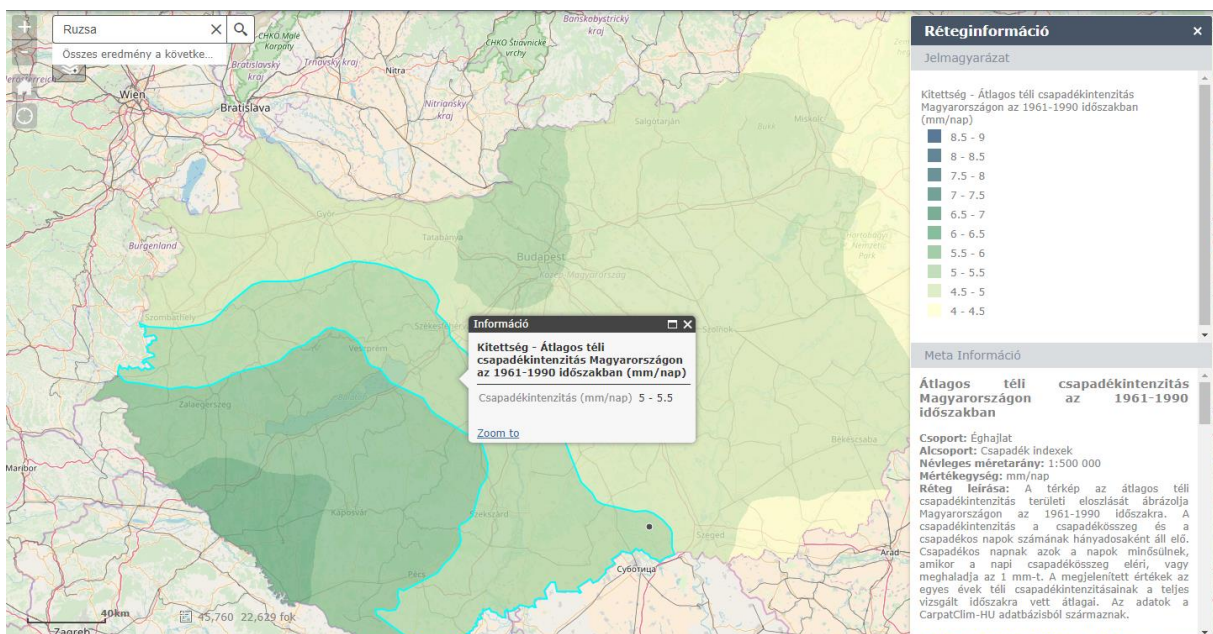 Ruzsa
Összes eredmény a követke...
CHKO Malé
Karpaty
Bratislavský
kraj
Trnavský kraj
Nitra
Nitriansky
kraj
Banskobystrický
kraj
CHKO Štiavnické
vrchy
Wien
Bratislava
Salgótarján
Bükk
Miskolc
Győr
Tatabánya
Burgenland
Budapest
Közép-Magyarország
Hortobágyi
Nemzeti
Park
Szombathely
Székesfehérvár
Szolnok
Veszprém
Zalaegerszeg
Békéscsaba
Maribor
Kaposvár
Szekszárd
Szeged
Pécs
Суботица
Arad
Zagreb
40km
45,760 22,629 fok
Információ
Kitettség - Átlagos téli
csapadékintenzitás Magyarországon
az 1961-1990 időszakban (mm/nap)
Csapadékintenzitás (mm/nap) 5 - 5.5
Zoom to
Réteginformáció
Jelmagyarázat
Kitettség - Átlagos téli csapadékintenzitás
Magyarországon az 1961-1990 időszakban
(mm/nap)
8.5 - 9
8 - 8.5
7.5 - 8
7 - 7.5
6.5 - 7
6 - 6.5
5.5 - 6
5 - 5.5
4.5 - 5
4 - 4.5
Meta Információ
Átlagos téli csapadékintenzitás
Magyarországon az 1961-1990
időszakban
Csoport: Éghajlat
Alcsoport: Csapadék indexek
Névleges méretarány: 1:500 000
Mértékegység: mm/nap
Réteg leírása: A térkép az átlagos téli
csapadékintenzitás területi eloszlását ábrázolja
Magyarországon az 1961-1990 időszakra. A
csapadékintenzitás a csapadékösszeg és a
csapadékos napok számának hányadosaként áll elő.
Csapadékos napnak azok a napok minősülnek,
amikor a napi csapadékösszeg eléri, vagy
meghaladja az 1 mm-t. A megjelenített értékek az
egyes évek téli csapadékintenzitásainak a teljes
vizsgált időszakra vett átlagai. Az adatok a
CarpatClim-HU adatbázisból származnak.